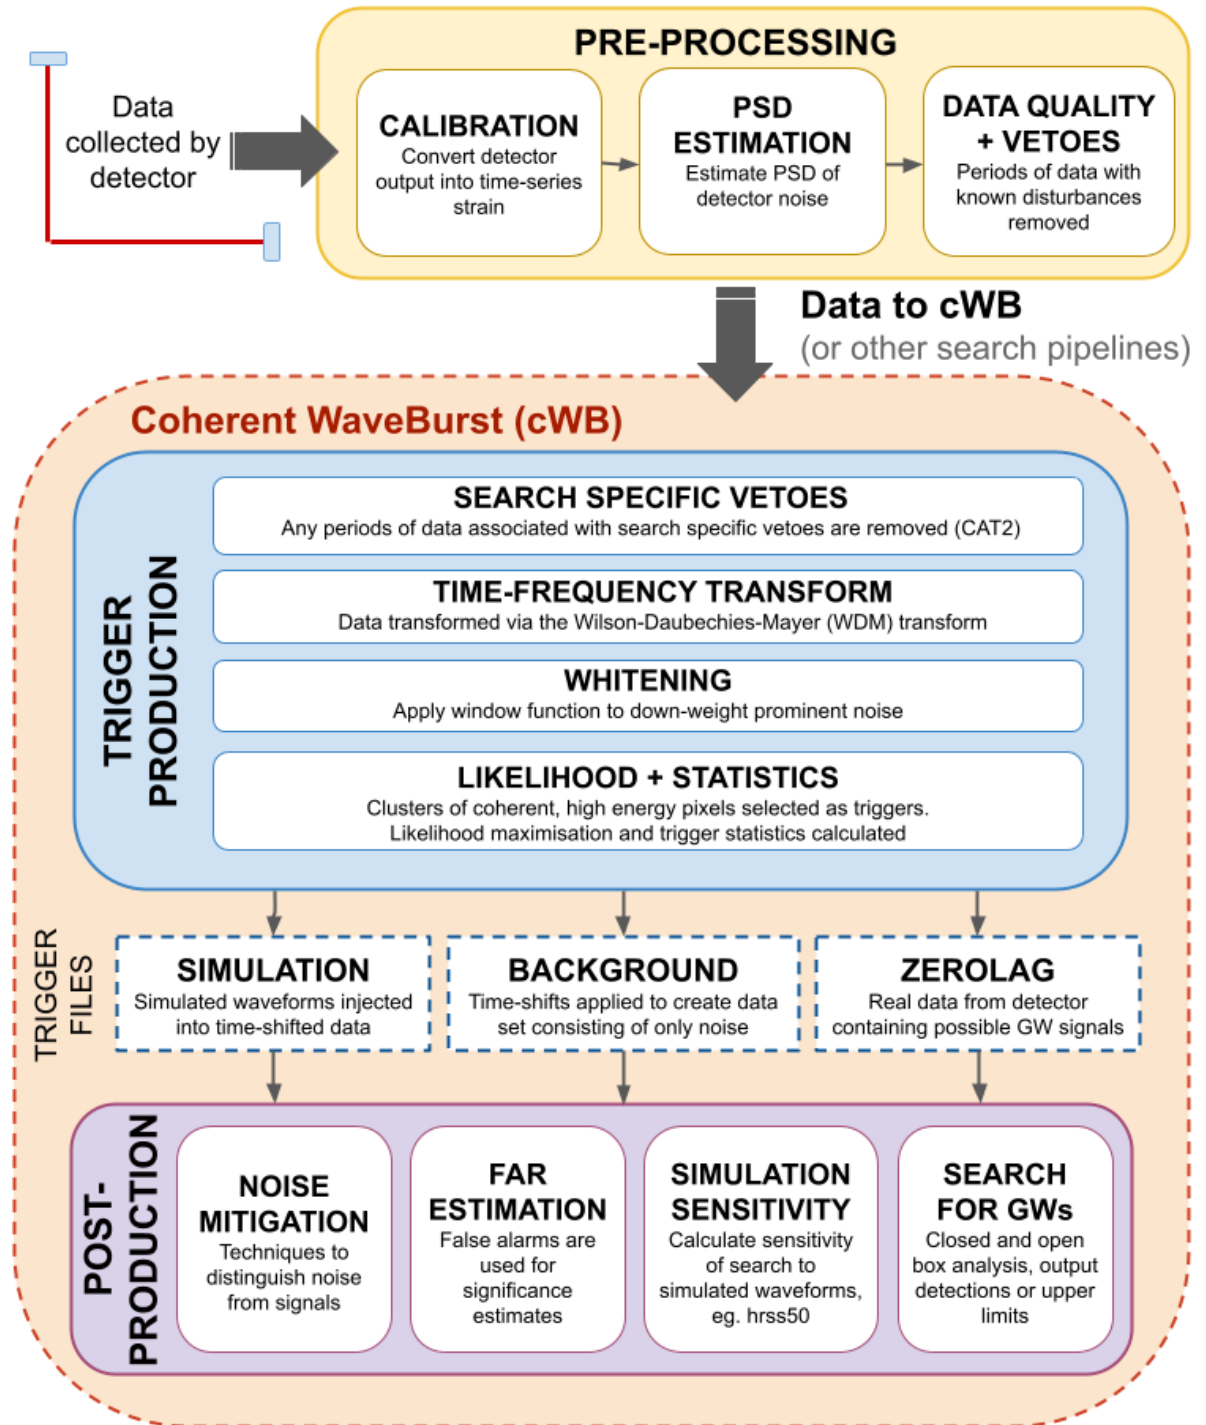 PRE-PROCESSING
Data
collected by
detector
CALIBRATION
Convert detector
output into time-series
strain
PSD
ESTIMATION
Estimate PSD of
detector noise
DATA QUALITY
+ VETOES
Periods of data with
known disturbances
removed
Data to cWB
(or other search pipelines)
Coherent WaveBurst (cWB)
TRIGGER
PRODUCTION
SEARCH SPECIFIC VETOES
Any periods of data associated with search specific vetoes are removed (CAT2)
TIME-FREQUENCY TRANSFORM
Data transformed via the Wilson-Daubechies-Mayer (WDM) transform
WHITENING
Apply window function to down-weight prominent noise
LIKELIHOOD + STATISTICS
Clusters of coherent, high energy pixels selected as triggers.
Likelihood maximisation and trigger statistics calculated
TRIGGER
FILES
SIMULATION
Simulated waveforms injected
into time-shifted data
BACKGROUND
Time-shifts applied to create data
set consisting of only noise
ZEROLAG
Real data from detector
containing possible GW signals
POST-
PRODUCTION
NOISE
MITIGATION
Techniques to
distinguish noise
from signals
FAR
ESTIMATION
False alarms are
used for
significance
estimates
SIMULATION
SENSITIVITY
Calculate sensitivity
of search to
simulated waveforms,
eg. hrss50
SEARCH
FOR GWs
Closed and open
box analysis, output
detections or upper
limits